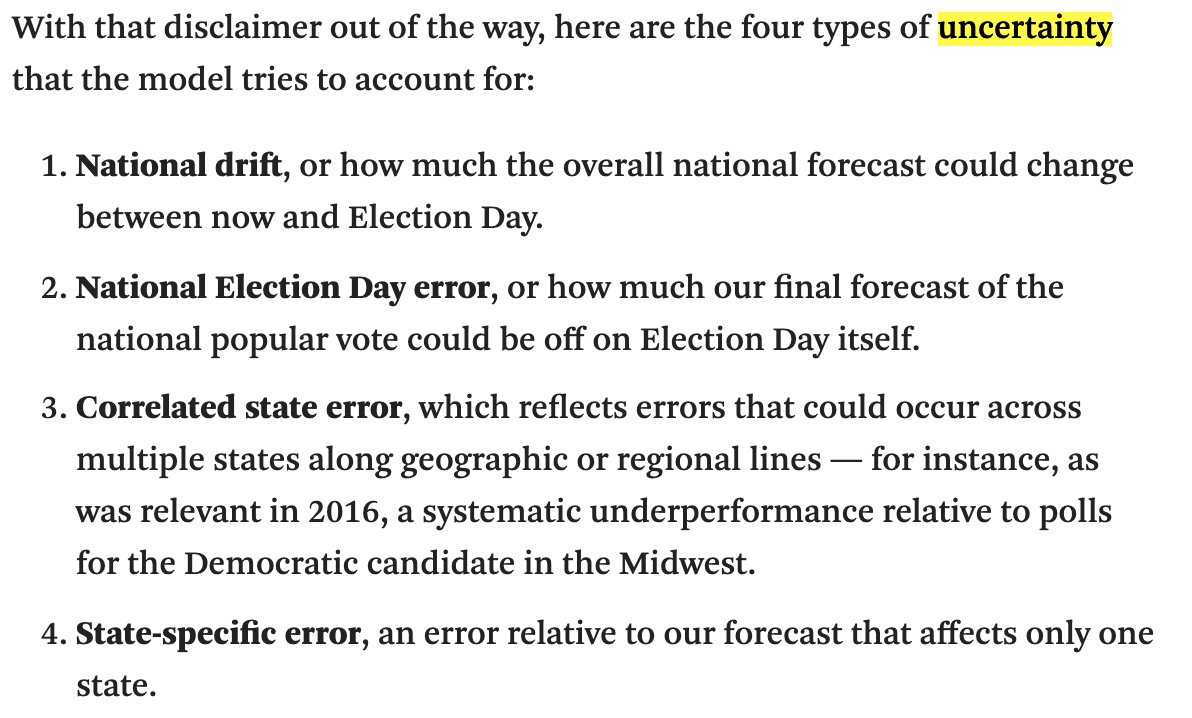 With that disclaimer out of the way, here are the four types of uncertainty
that the model tries to account for:
1. National drift, or how much the overall national forecast could change
between now and Election Day.
2. National Election Day error, or how much our final forecast of the
national popular vote could be off on Election Day itself.
3. Correlated state error, which reflects errors that could occur across
multiple states along geographic or regional lines — for instance, as
was relevant in 2016, a systematic underperformance relative to polls
for the Democratic candidate in the Midwest.
4. State-specific error, an error relative to our forecast that affects only one
state.